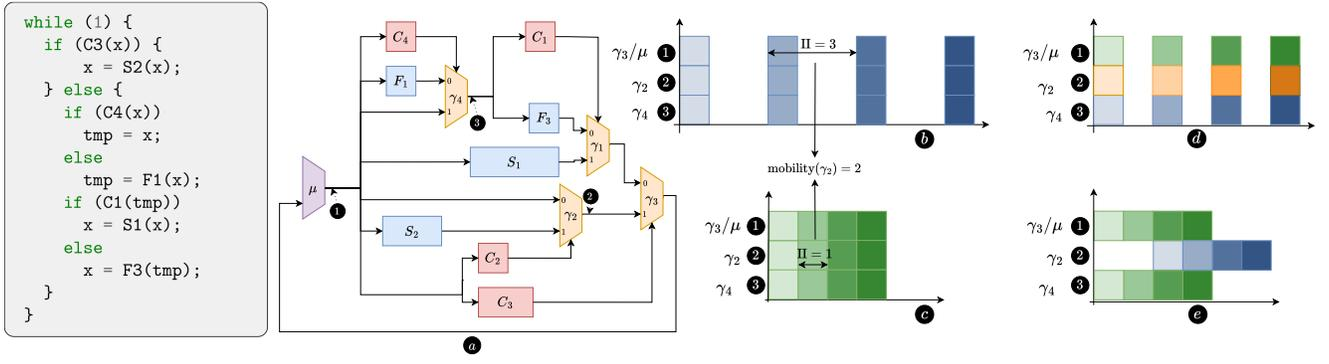 while (1) {
if (C3(x)) {
x = S2(x);
} else {
if (C4(x))
tmp = x;
else
tmp = F1(x);
if (C1(tmp))
x = S1(x);
else
x = F3(tmp);
}
}
C4
C1
F1
0
γ4
1
3
F3
0
γ1
1
S1
μ
1
0
γ2
1
2
0
γ3
1
S2
C2
C3
a
γ3/μ 1
γ2 2
γ4 3
II = 3
b
mobility(γ2) = 2
γ3/μ 1
γ2 2
γ4 3
II = 1
c
γ3/μ 1
γ2 2
γ4 3
d
γ3/μ 1
γ2 2
γ4 3
e